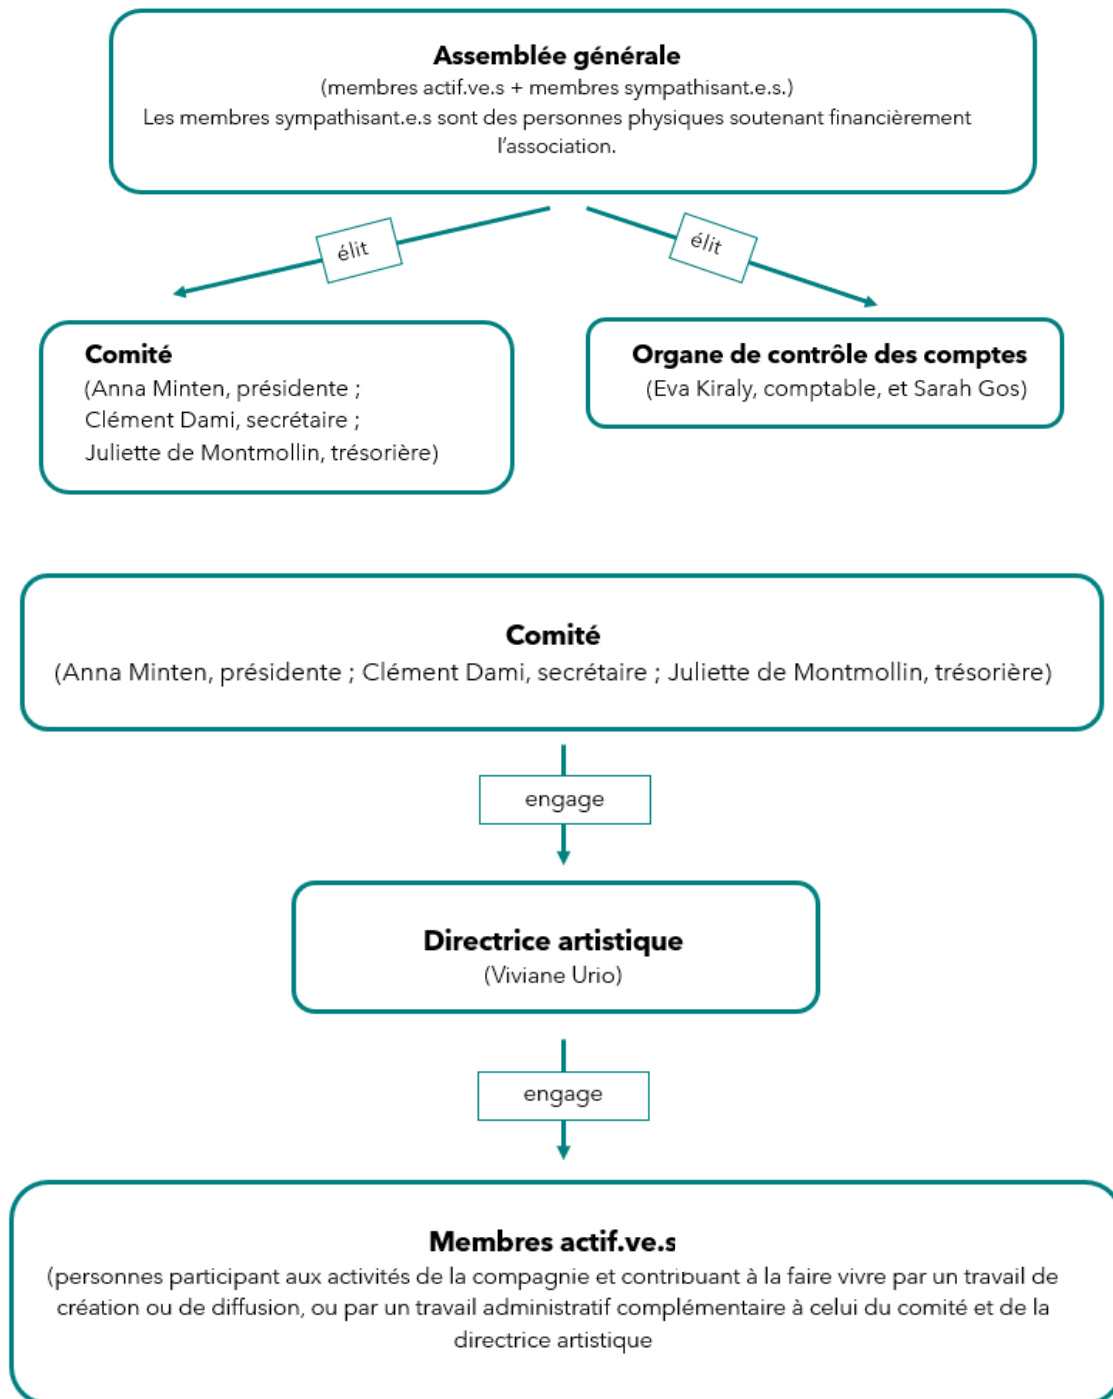 Assemblée générale
(membres actif.ve.s + membres sympathisant.e.s.)
Les membres sympathisant.e.s sont des personnes physiques soutenant financièrement
l'association.
élit
élit
Comité
(Anna Minten, présidente ;
Clément Dami, secrétaire ;
Juliette de Montmollin, trésorière)
Organe de contrôle des comptes
(Eva Kiraly, comptable, et Sarah Gos)
Comité
(Anna Minten, présidente ; Clément Dami, secrétaire ; Juliette de Montmollin, trésorière)
engage
Directrice artistique
(Viviane Urio)
engage
Membres actif.ve.s
(personnes participant aux activités de la compagnie et contribuant à la faire vivre par un travail de
création ou de diffusion, ou par un travail administratif complémentaire à celui du comité et de la
directrice artistique